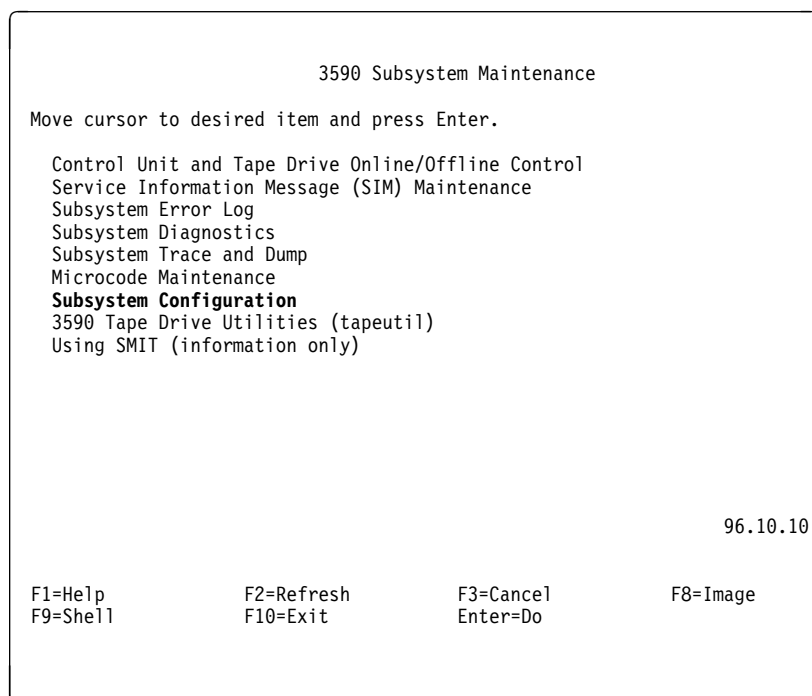 3590 Subsystem Maintenance
Move cursor to desired item and press Enter.
Control Unit and Tape Drive Online/Offline Control
Service Information Message (SIM) Maintenance
Subsystem Error Log
Subsystem Diagnostics
Subsystem Trace and Dump
Microcode Maintenance
Subsystem Configuration
3590 Tape Drive Utilities (tapeutil)
Using SMIT (information only)
96.10.10
F1=Help F2=Refresh F3=Cancel F8=Image
F9=Shell F10=Exit Enter=Do